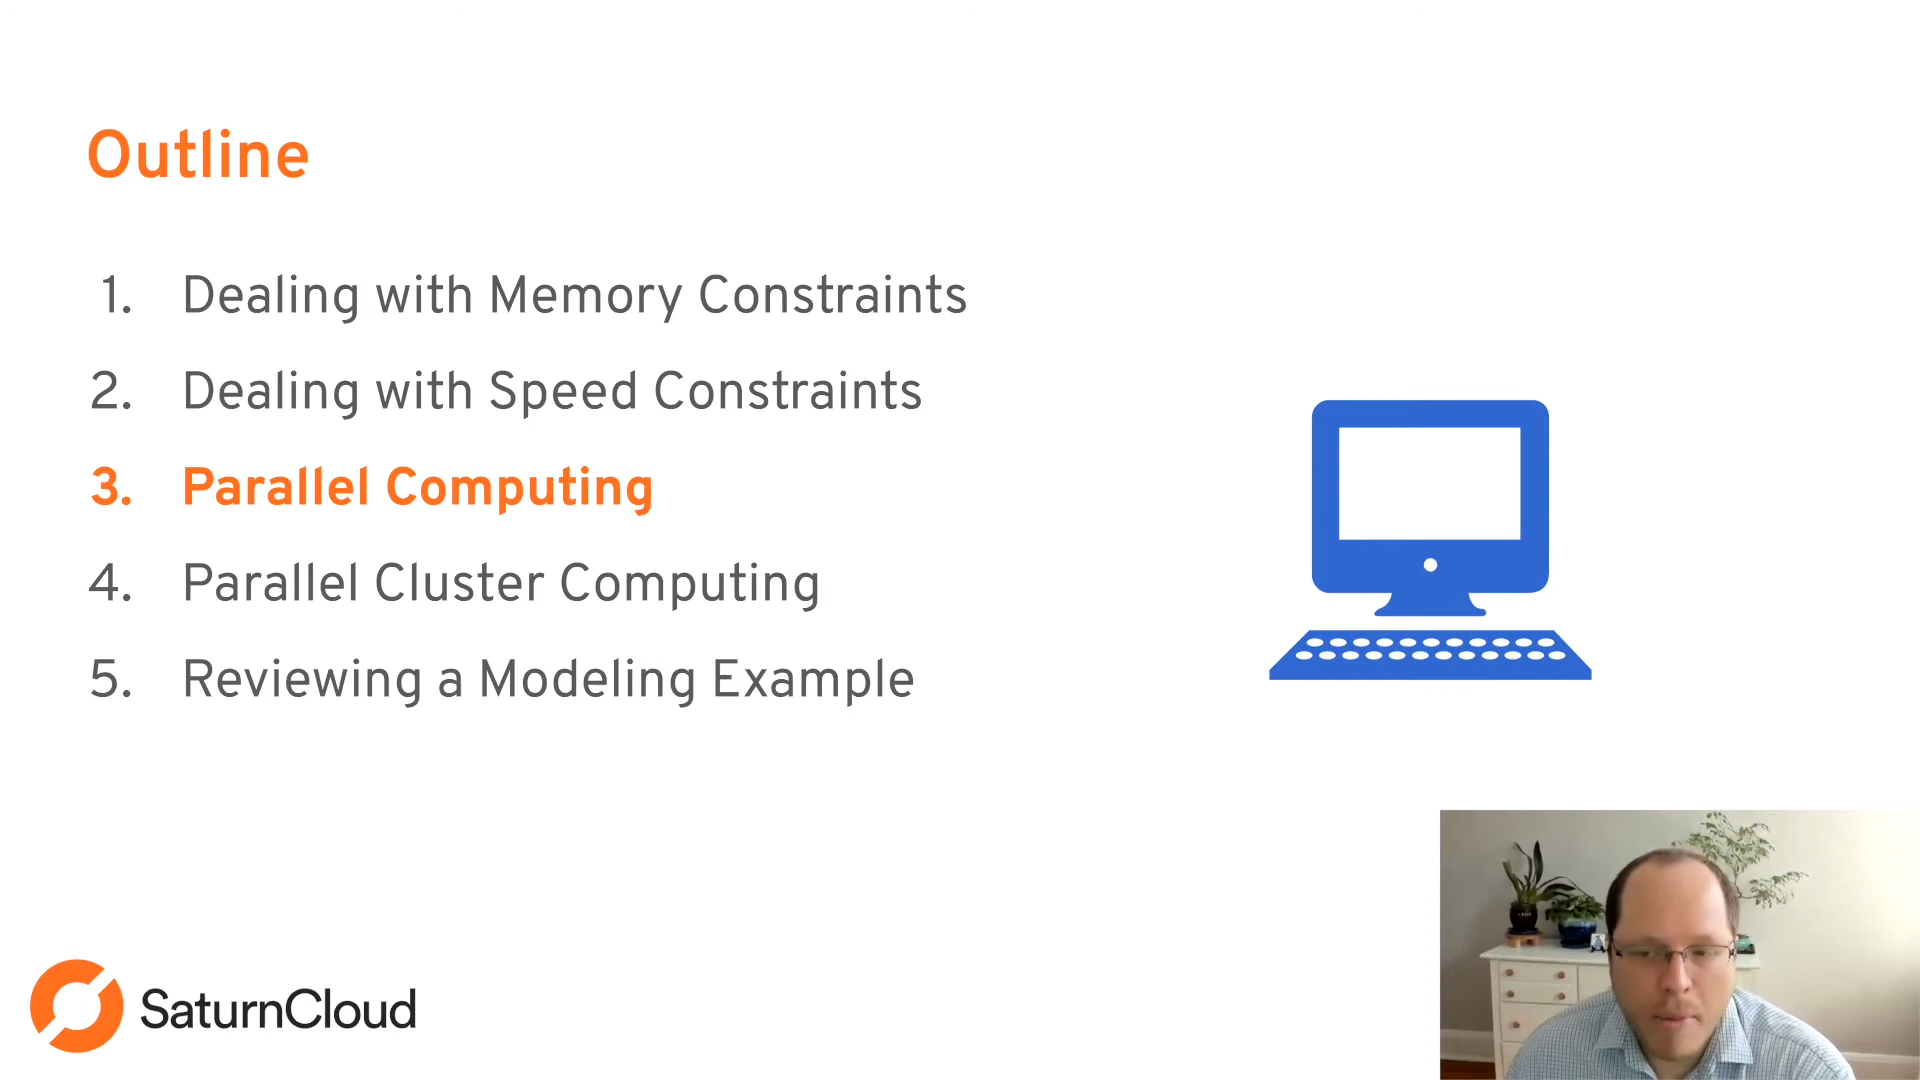 Outline
1. Dealing with Memory Constraints
2. Dealing with Speed Constraints
3. Parallel Computing
4. Parallel Cluster Computing
5. Reviewing a Modeling Example
SaturnCloud